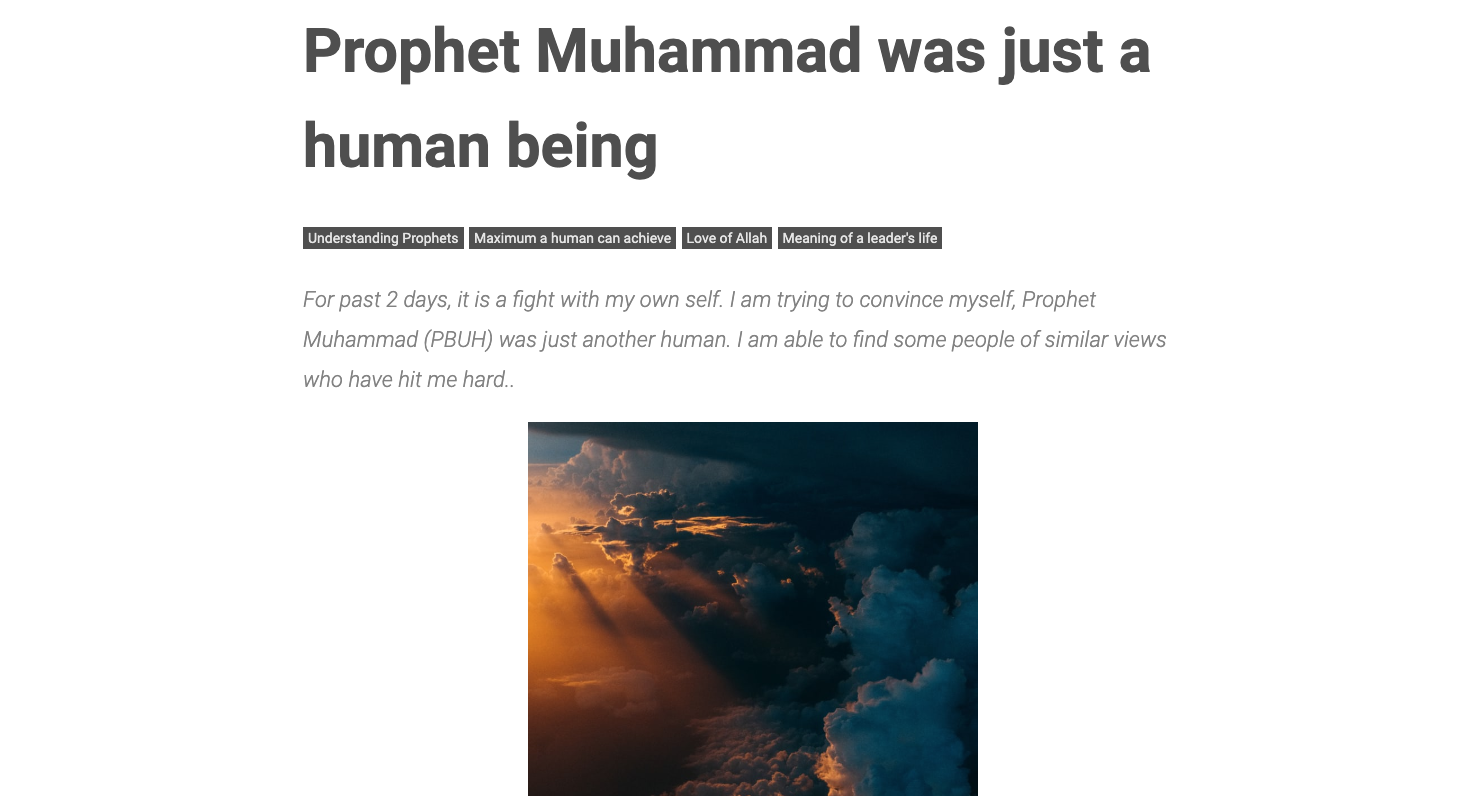 Prophet Muhammad was just a
human being
Understanding Prophets Maximum a human can achieve Love of Allah Meaning of a leader's life
For past 2 days, it is a fight with my own self. I am trying to convince myself, Prophet
Muhammad (PBUH) was just another human. I am able to find some people of similar views
who have hit me hard..